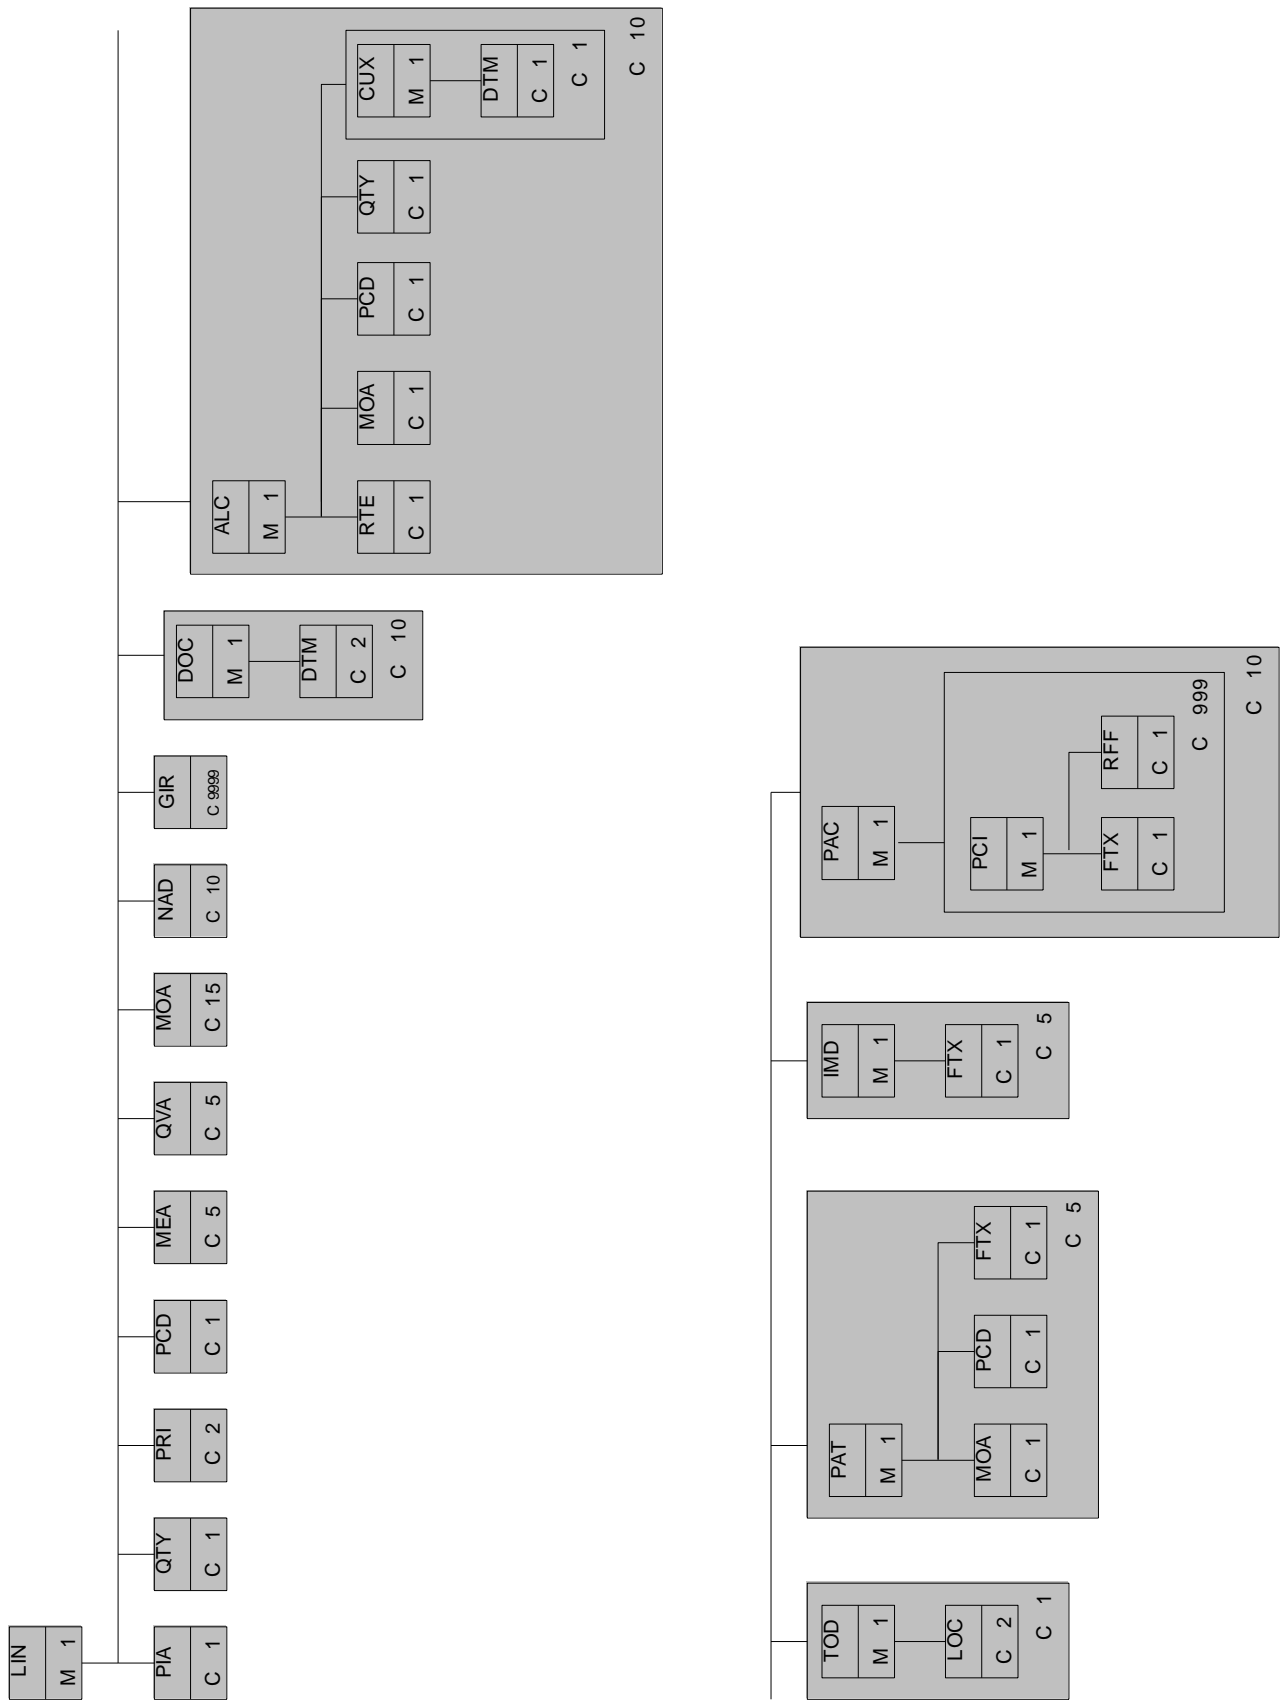 LIN
M 1
PIA
C 1
QTY
C 1
PRI
C 2
PCD
C 1
MEA
C 5
QVA
C 5
MOA
C 15
NAD
C 10
GIR
C 9999
DOC
M 1
DTM
C 2
C 10
ALC
M 1
RTE
C 1
MOA
C 1
PCD
C 1
QTY
C 1
CUX
M 1
DTM
C 1
C 1
C 10
TOD
M 1
LOC
C 2
C 1
PAT
M 1
MOA
C 1
PCD
C 1
FTX
C 1
C 5
IMD
M 1
FTX
C 1
C 5
PAC
M 1
PCI
M 1
FTX
C 1
RFF
C 1
C 999
C 10